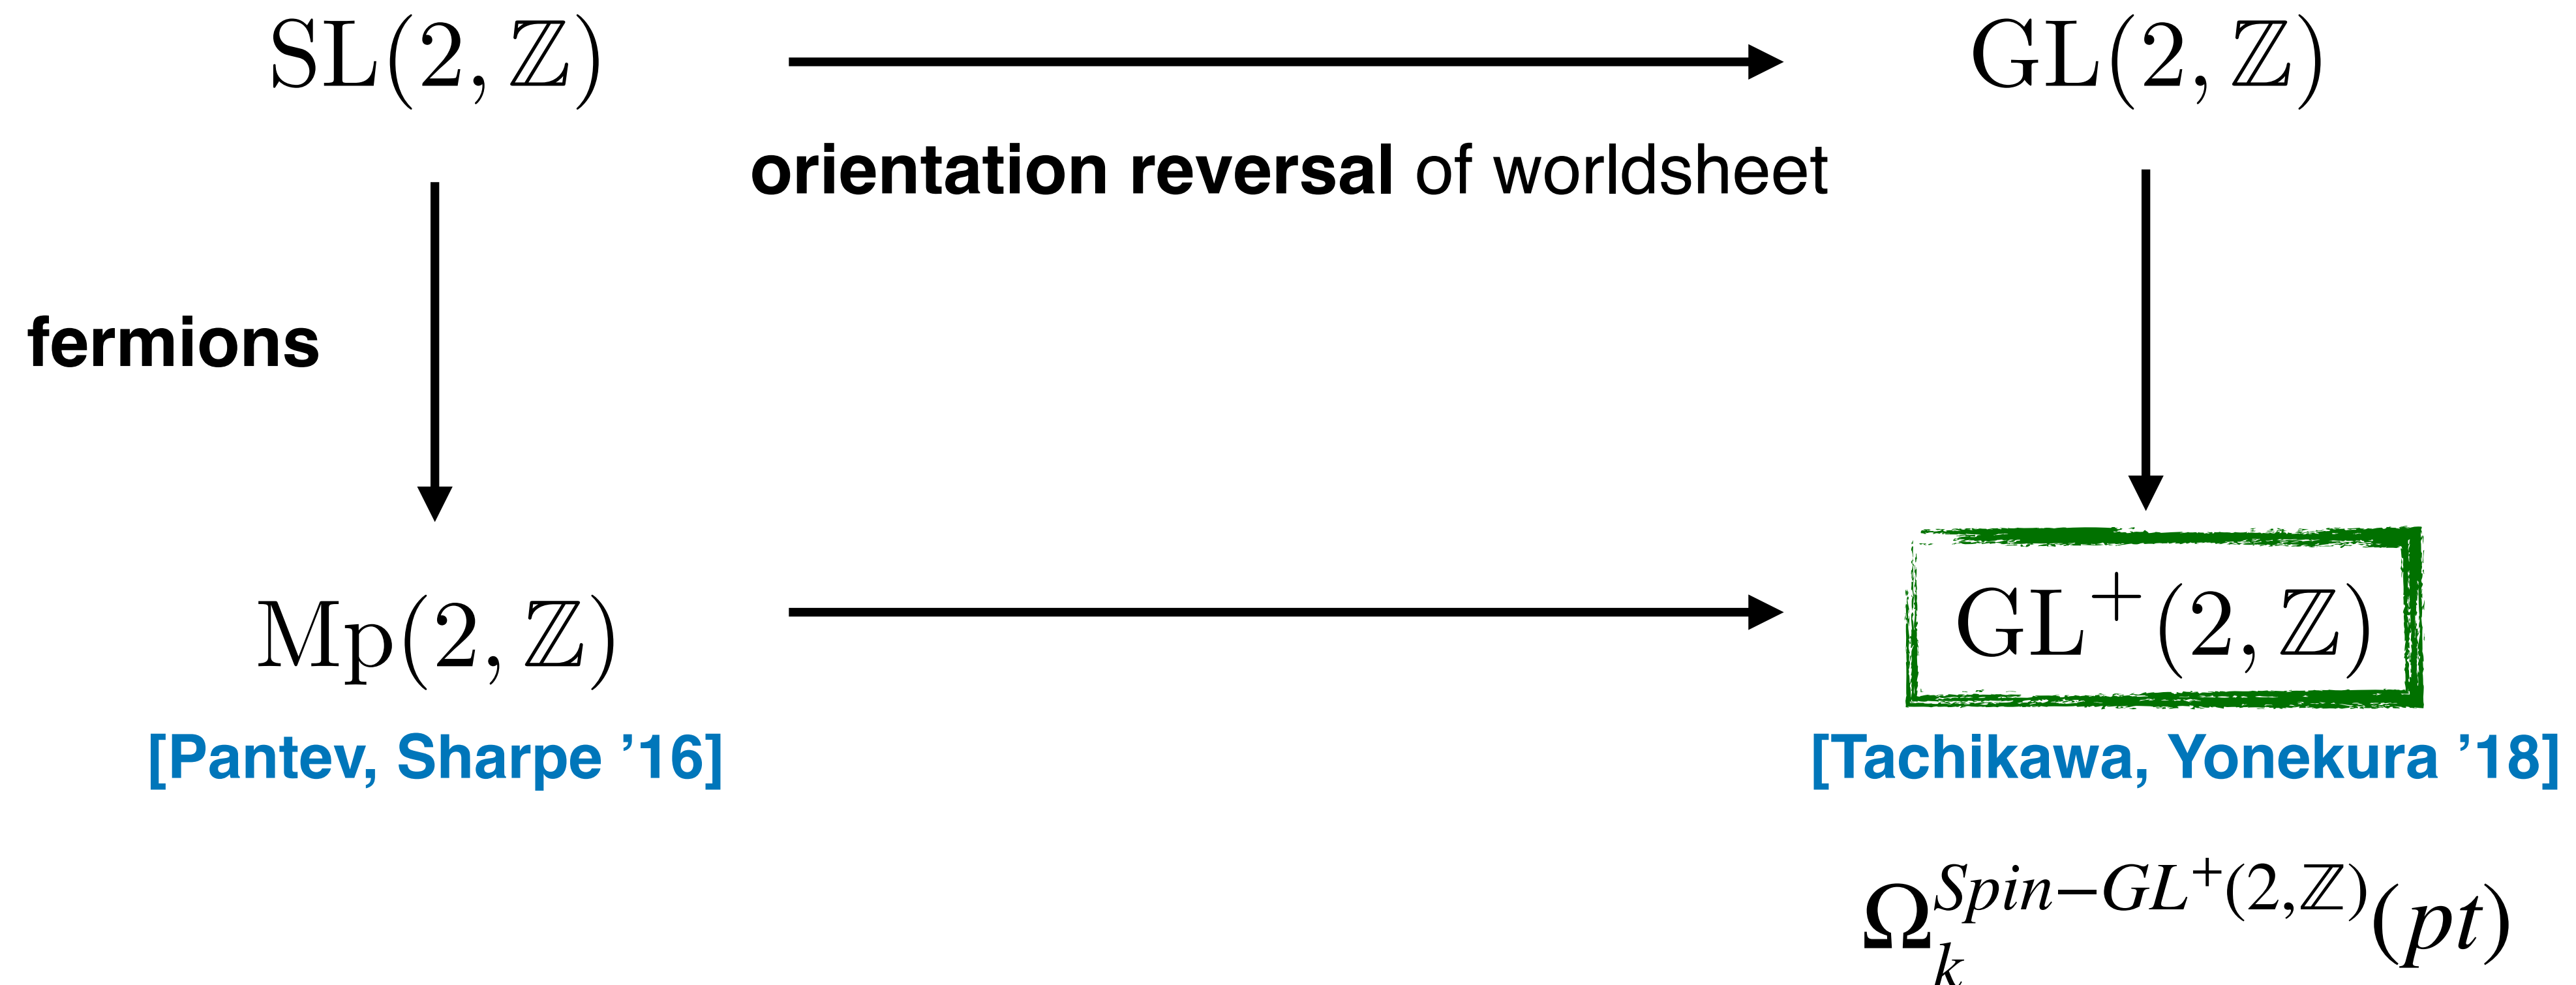 SL(2, ℤ)
GL(2, ℤ)
orientation reversal of worldsheet
fermions
Mp(2, ℤ)
GL⁺(2, ℤ)
[Pantev, Sharpe ’16]
[Tachikawa, Yonekura ’18]
Ω_k^{Spin−GL⁺(2,ℤ)}(pt)